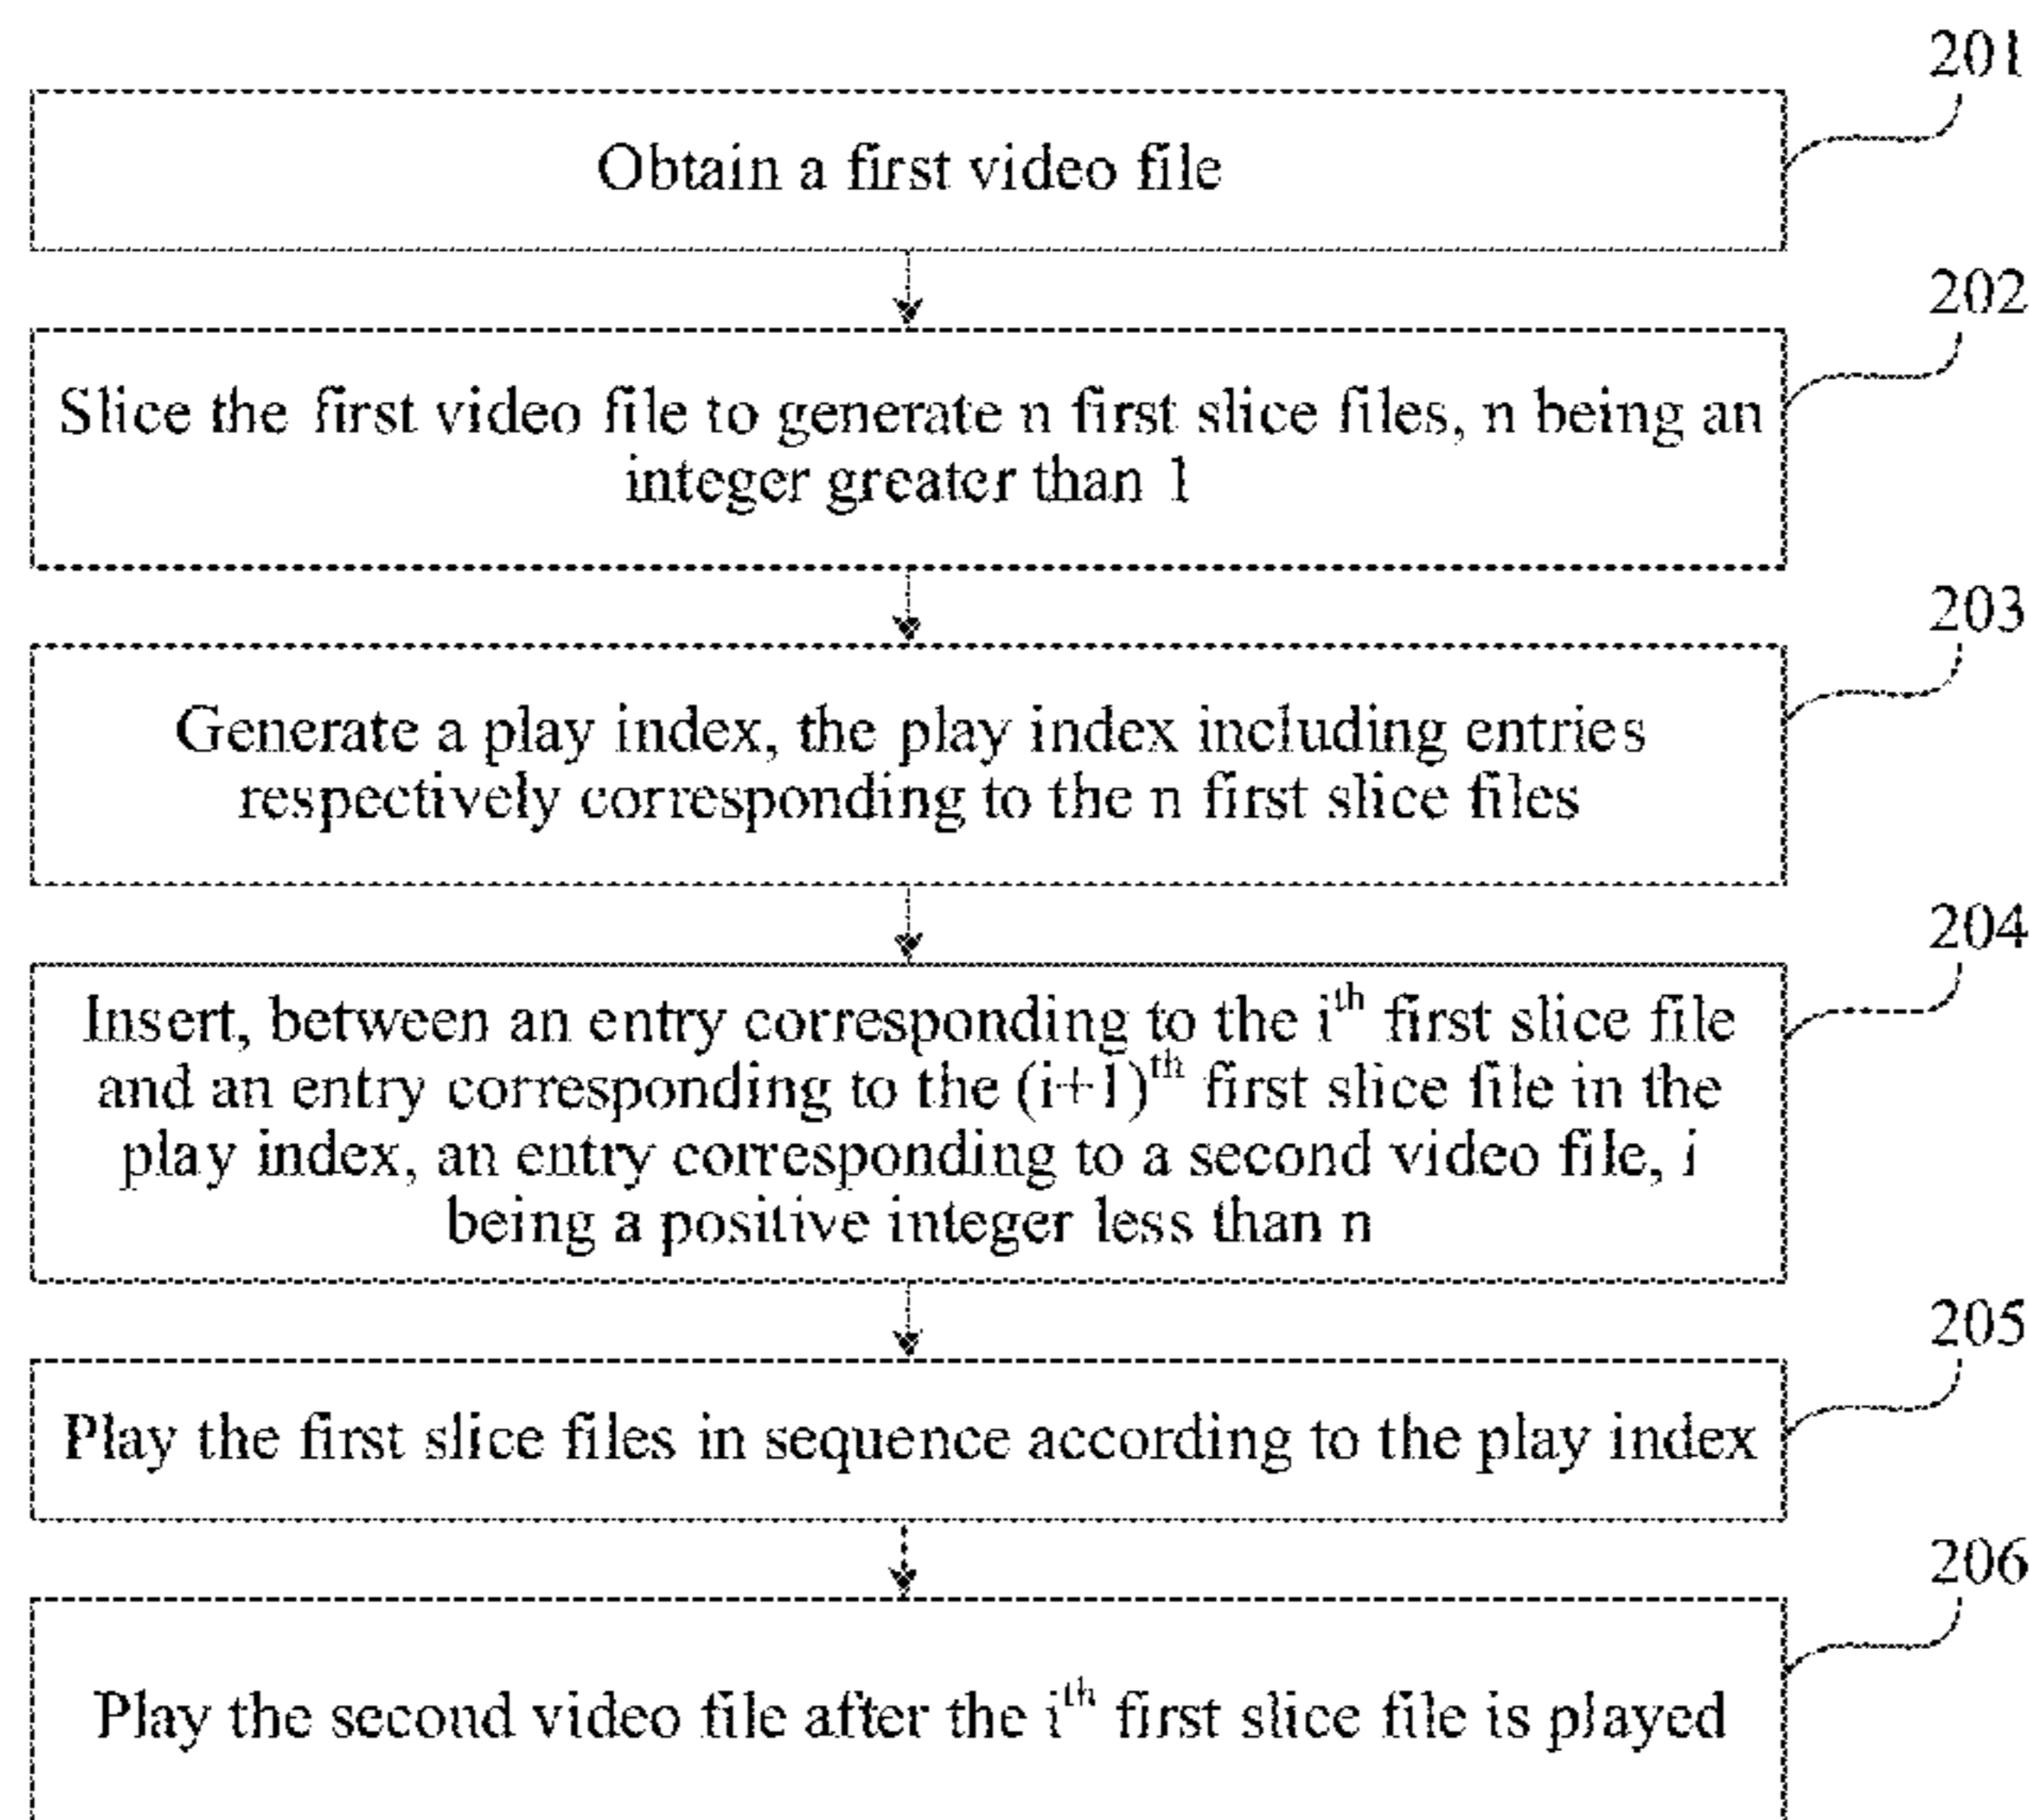 201
Obtain a first video file
202
Slice the first video file to generate n first slice files, n being an
integer greater than 1
203
Generate a play index, the play index including entries
respectively corresponding to the n first slice files
204
Insert, between an entry corresponding to the iᵗʰ first slice file
and an entry corresponding to the (i+1)ᵗʰ first slice file in the
play index, an entry corresponding to a second video file, i
being a positive integer less than n
205
Play the first slice files in sequence according to the play index
206
Play the second video file after the iᵗʰ first slice file is played